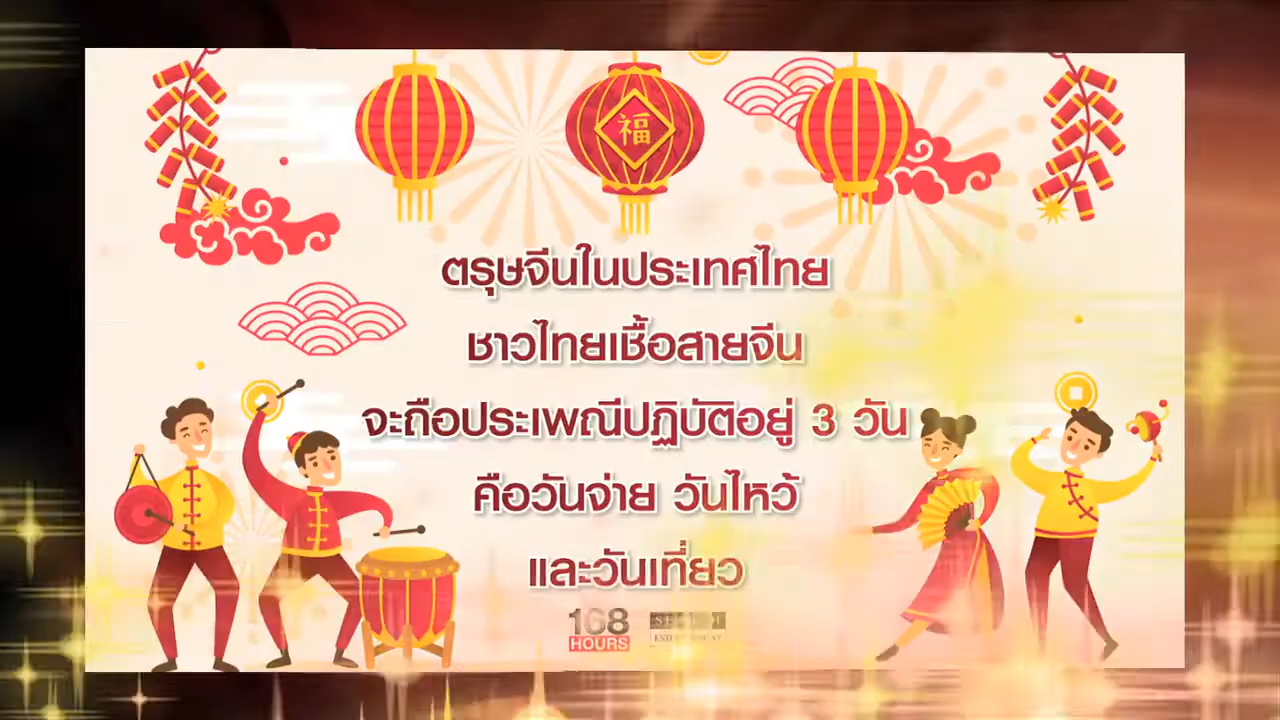 福
ตรุษจีนในประเทศไทย
ชาวไทยเชื้อสายจีน
จะถือประเพณีปฏิบัติอยู่ 3 วัน
คือวันจ่าย วันไหว้
และวันเที่ยว
168
HOURS